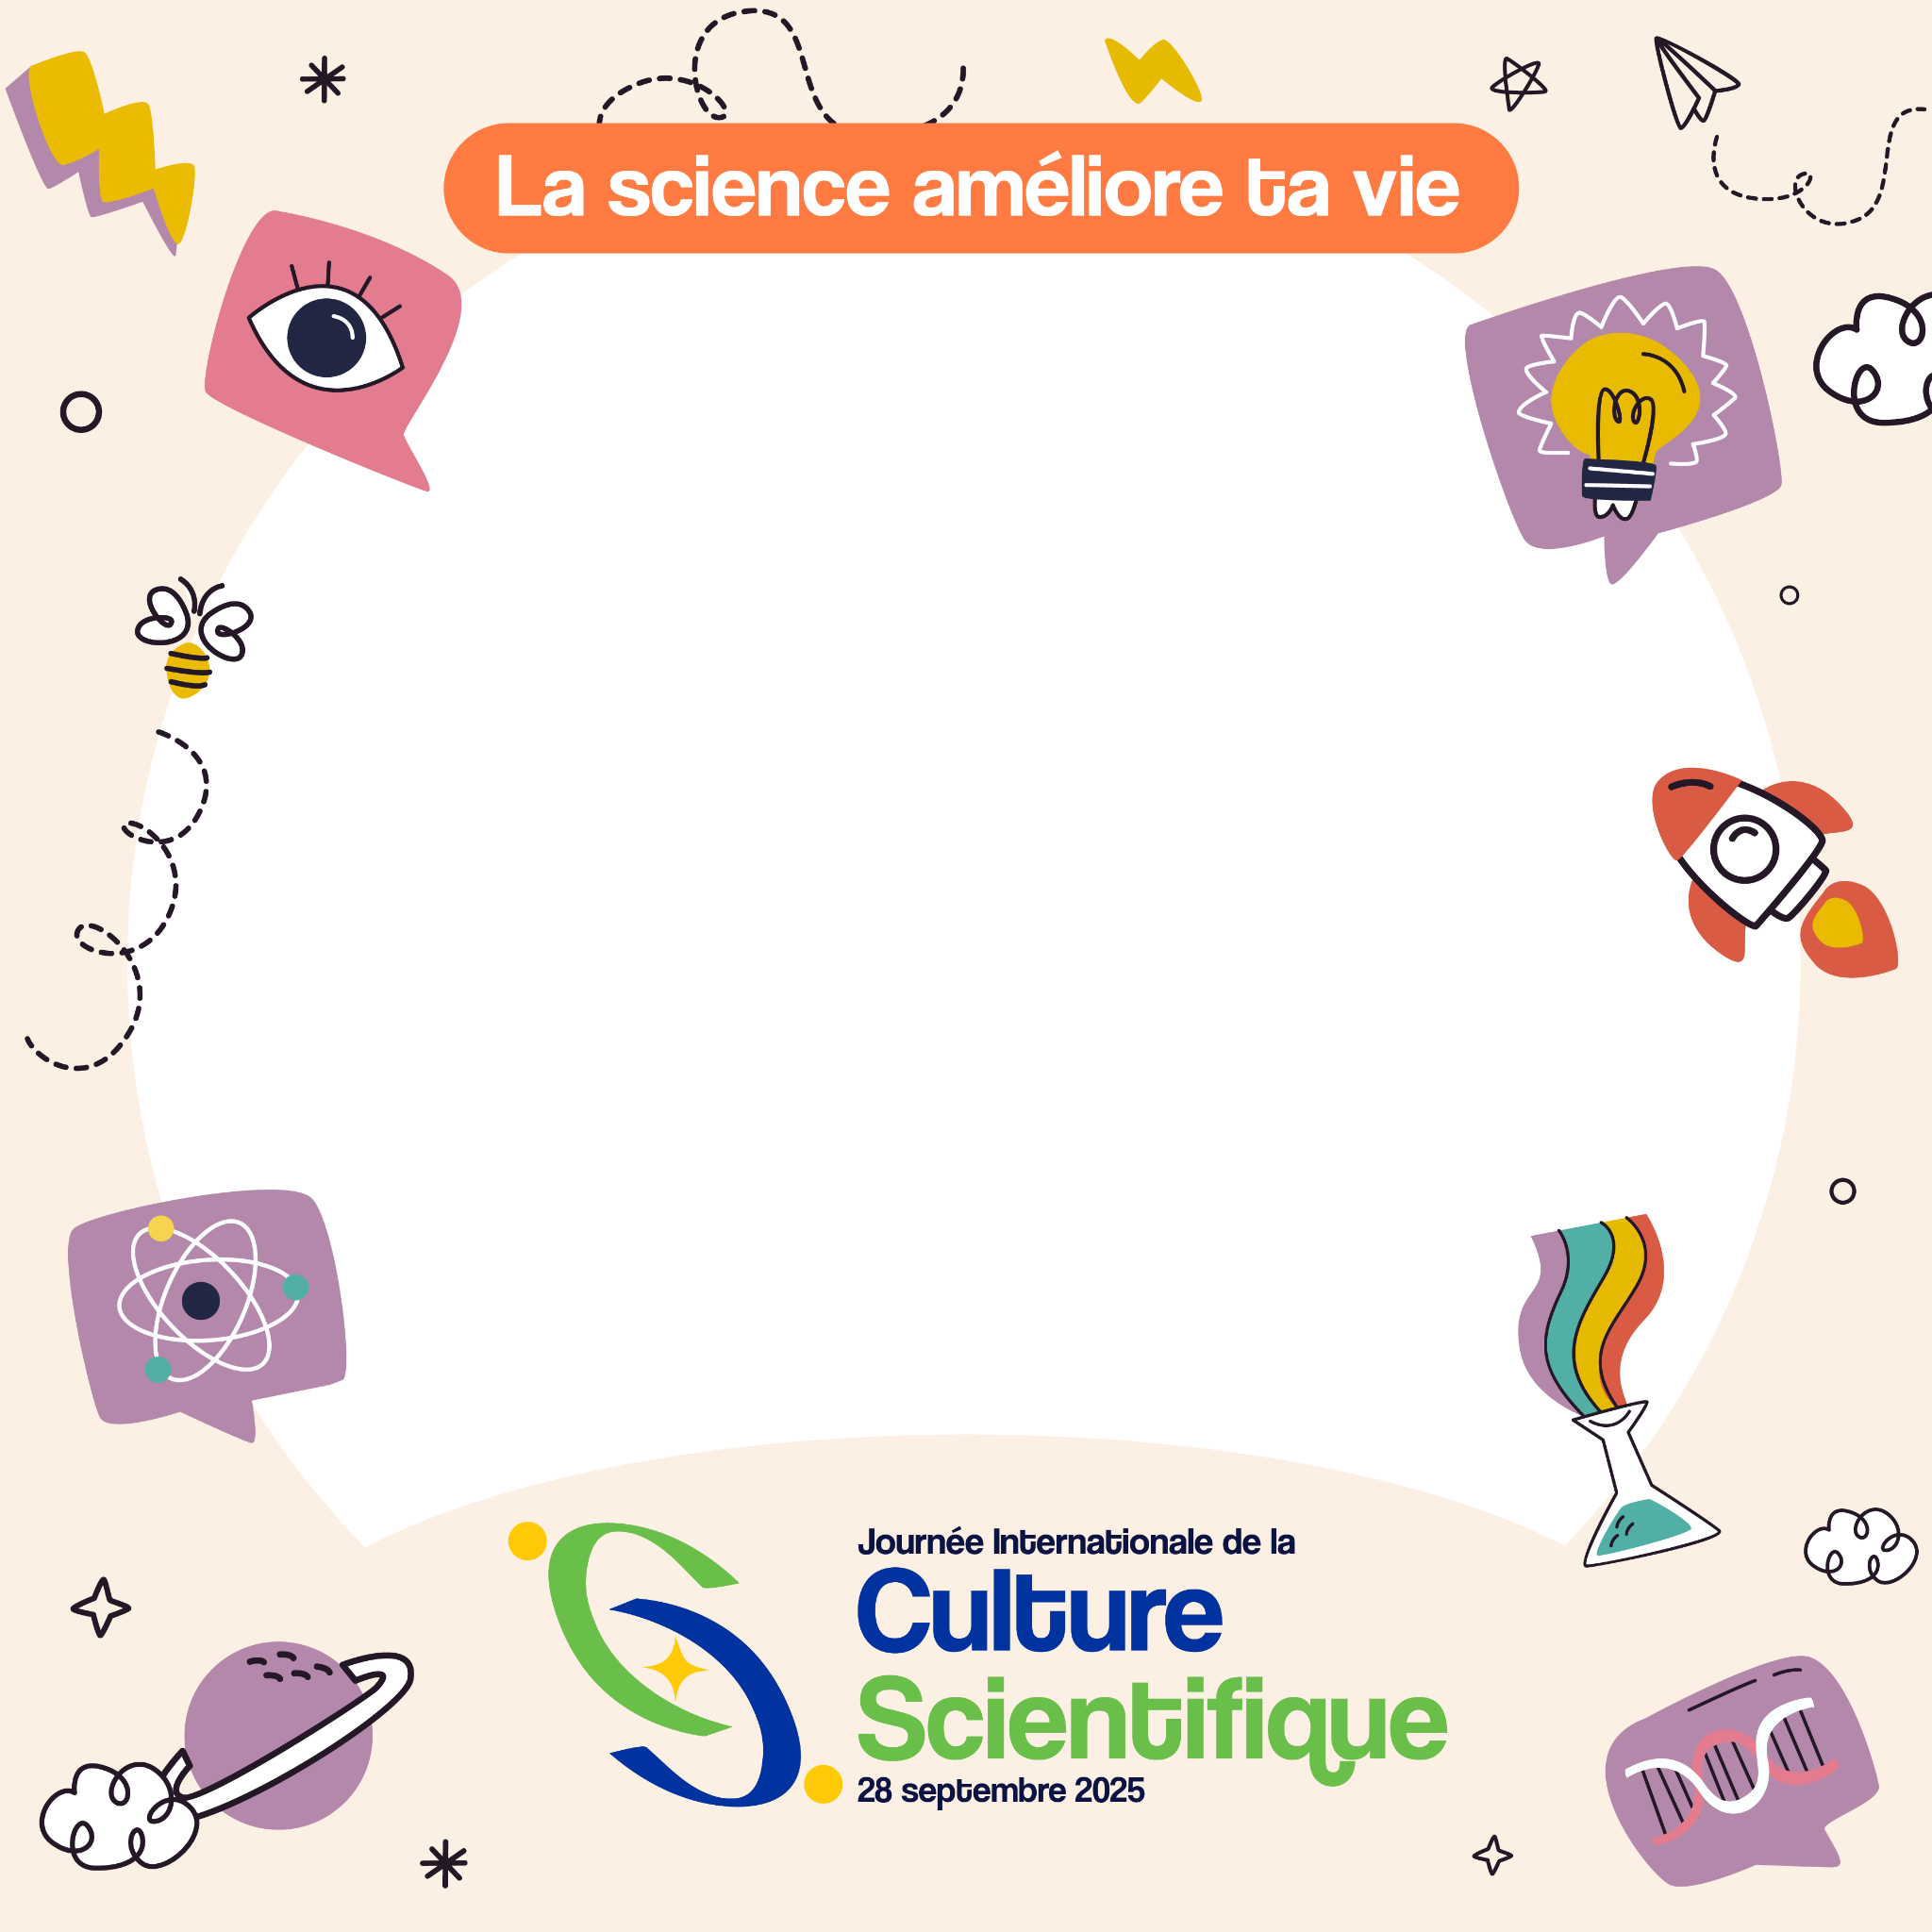 La science améliore ta vie
Journée Internationale de la
Culture
Scientifique
28 septembre 2025